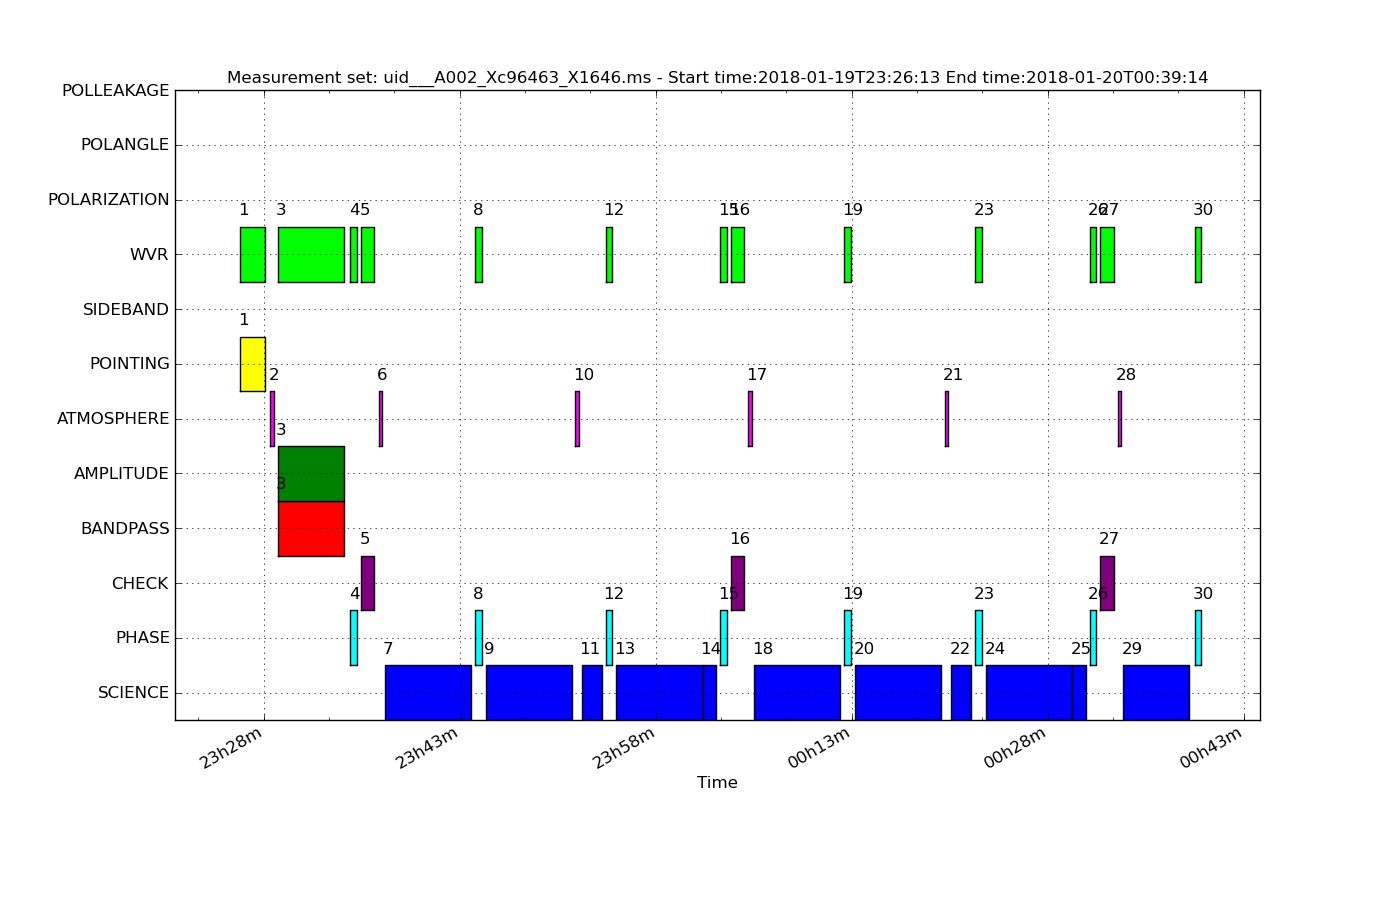 Measurement set: uid___A002_Xc96463_X1646.ms - Start time:2018-01-19T23:26:13 End time:2018-01-20T00:39:14
POLLEAKAGE
POLANGLE
POLARIZATION
1 3 4 5 8 12 15 16 19 23 26 27 30
WVR
SIDEBAND
1
POINTING
2 6 10 17 21 28
ATMOSPHERE
3
AMPLITUDE
3
BANDPASS
5 16 27
CHECK
4 8 12 15 19 23 26 30
PHASE
7 9 11 13 14 18 20 22 24 25 29
SCIENCE
23h28m 23h43m 23h58m 00h13m 00h28m 00h43m
Time